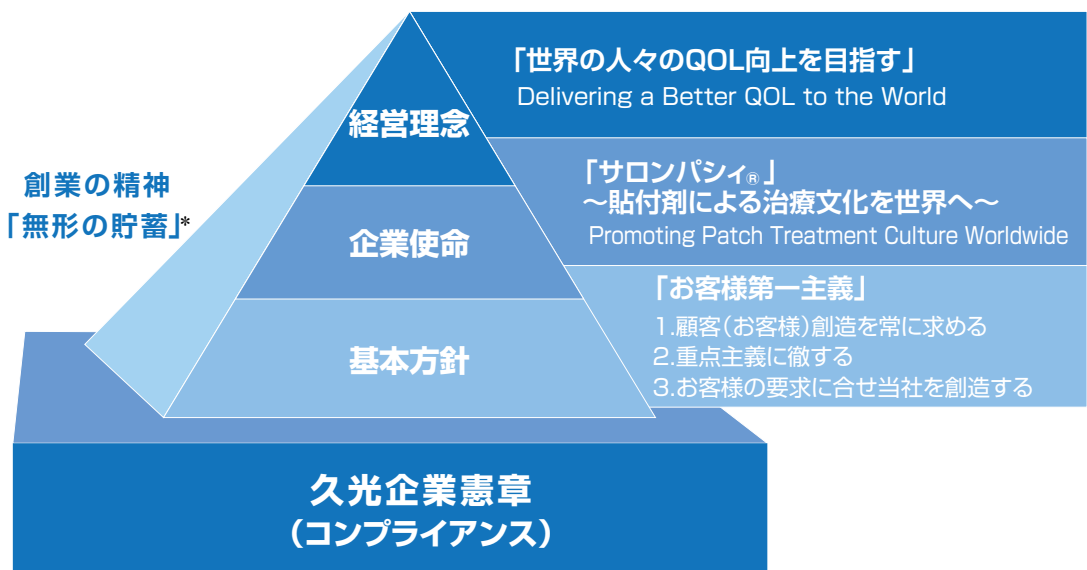 「世界の人々のQOL向上を目指す」
Delivering a Better QOL to the World
経営理念
創業の精神
「無形の貯蓄」*
「サロンパシィ®」
～貼付剤による治療文化を世界へ～
Promoting Patch Treatment Culture Worldwide
企業使命
「お客様第一主義」
1.顧客（お客様）創造を常に求める
2.重点主義に徹する
3.お客様の要求に合せ当社を創造する
基本方針
久光企業憲章
（コンプライアンス）